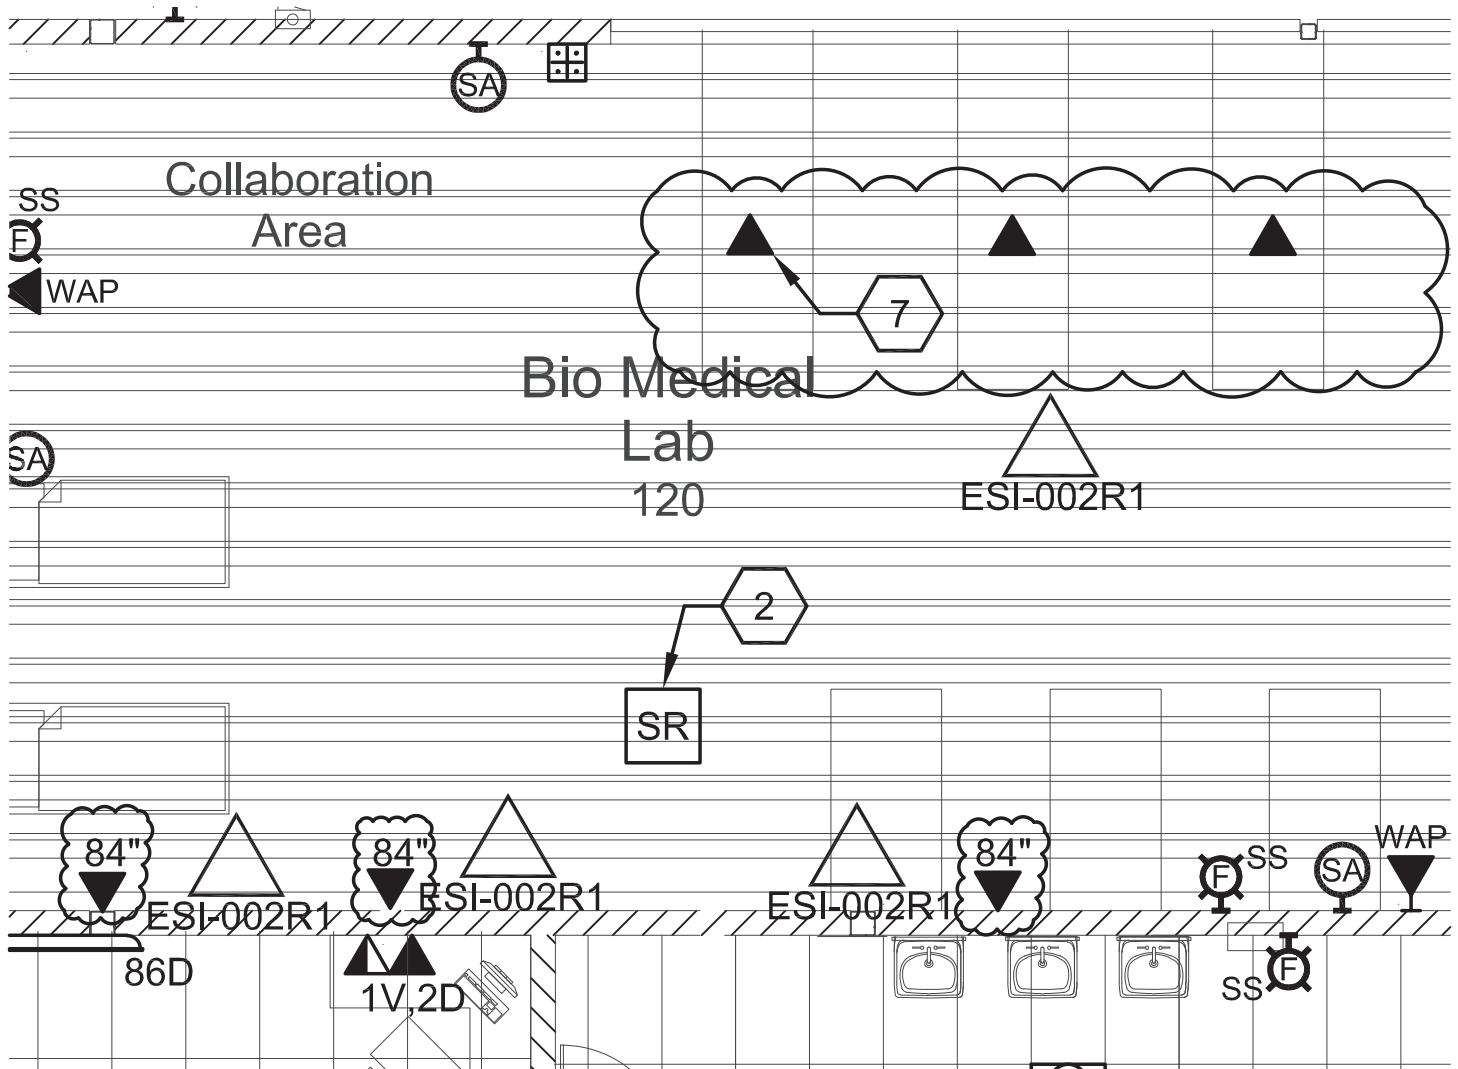 SA
Collaboration
Area
SS
F
WAP
7
Bio Medical
Lab
120
SA
ESI-002R1
2
SR
84"
84"
84"
WAP
SS
F
SA
ESI-002R1
ESI-002R1
ESI-002R1
86D
1V,2D
F
SS